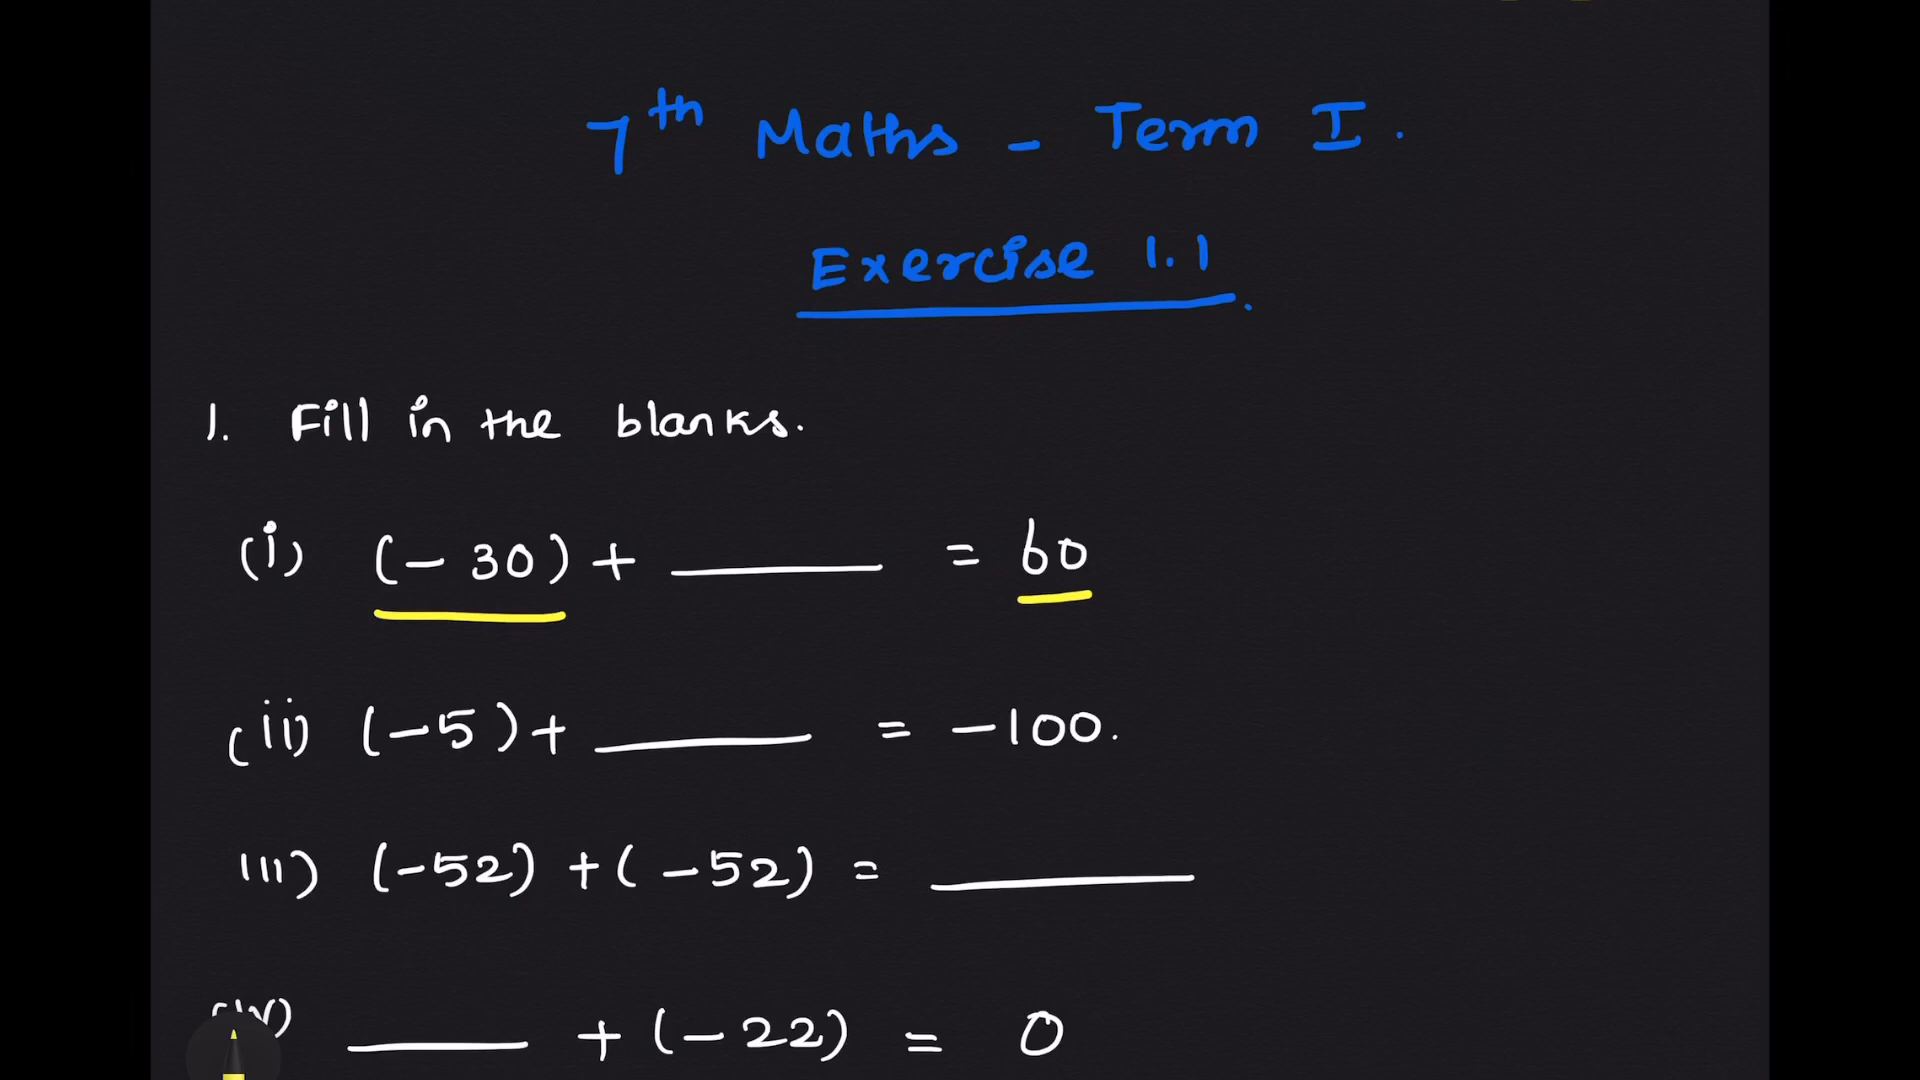 7th Maths - Term I.
Exercise 1.1.
1. Fill in the blanks.
(i) (-30) + ______ = 60
(ii) (-5) + ______ = -100.
iii) (-52) + (-52) = ______
(iv) ______ + (-22) = 0